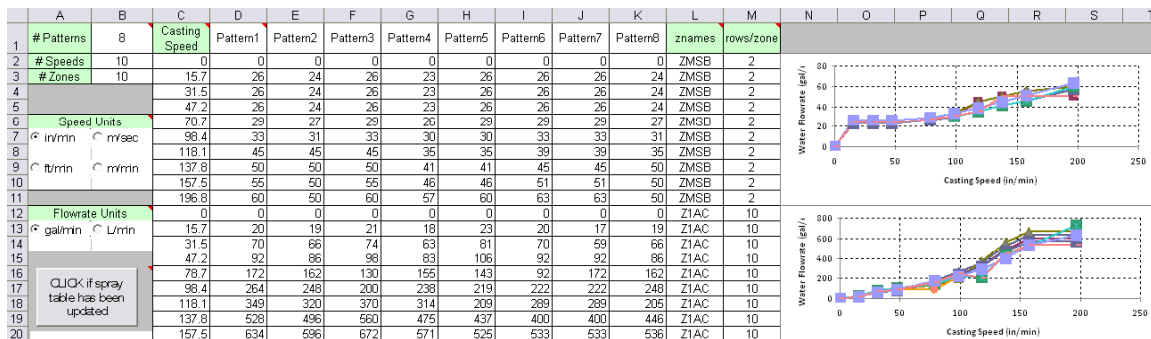 A B C D E F G H I J K L M N O P Q R S T
1 # Patterns 8 Casting Speed Pattern1 Pattern2 Pattern3 Pattern4 Pattern5 Pattern6 Pattern7 Pattern8 znames rows/zone
2 # Speeds 10 0 0 0 0 0 0 0 0 0 ZMSB 2
3 # Zones 10 15.7 26 24 26 23 26 26 26 24 ZMSB 2
4 31.5 26 24 26 23 26 26 26 24 ZMSB 2
5 47.2 26 24 26 23 26 26 26 24 ZMSB 2
6 Speed Units 70.7 29 27 29 26 29 29 29 27 ZMGD 2
7 in/min m/sec 98.4 33 31 33 30 30 33 33 31 ZMSB 2
8 118.1 45 45 45 35 35 39 39 35 ZMSB 2
9 ft/min m/min 137.8 50 50 50 41 41 45 45 50 ZMSB 2
10 157.5 55 50 55 46 46 51 51 50 ZMSB 2
11 196.8 60 50 60 57 60 63 63 50 ZMSB 2
12 Flowrate Units 0 0 0 0 0 0 0 0 0 Z1AC 10
13 gal/min L/min 15.7 20 19 21 18 23 20 17 19 Z1AC 10
14 31.5 70 66 74 63 81 70 59 66 Z1AC 10
15 47.2 92 86 98 83 106 92 92 86 Z1AC 10
16 78.7 172 162 130 155 143 92 172 162 Z1AC 10
17 98.4 264 248 200 238 219 222 222 248 Z1AC 10
18 118.1 349 320 370 314 209 289 289 205 Z1AC 10
19 137.8 528 496 560 475 437 400 400 446 Z1AC 10
20 157.5 634 596 672 571 525 533 533 536 Z1AC 10
CLICK if spray
table has been
updated
Water Flowrate (gal/
80
60
40
20
0
0 50 100 150 200 250
Casting Speed (in/min)
Water Flowrate (gal/
800
600
400
200
0
0 50 100 150 200 250
Casting Speed (in/min)